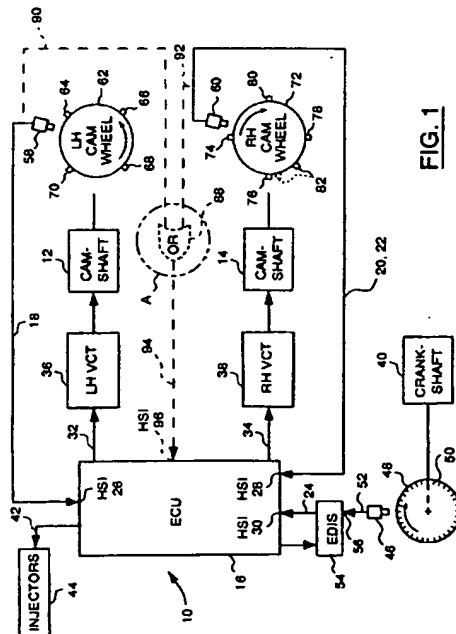 90
18
42
58
64
INJECTORS
44
HSI
26
32
36
LH VCT
12
CAM-
SHAFT
70
LH
CAM
WHEEL
62
68
66
ECU
HSI
96
94
A
OR
88
92
10
16
HSI
30
HSI
28
34
38
RH VCT
14
CAM-
SHAFT
74
60
76
RH
CAM
WHEEL
80
72
82
78
24
EDIS
54
56
52
46
20, 22
48
50
40
CRANK-
SHAFT
FIG. 1